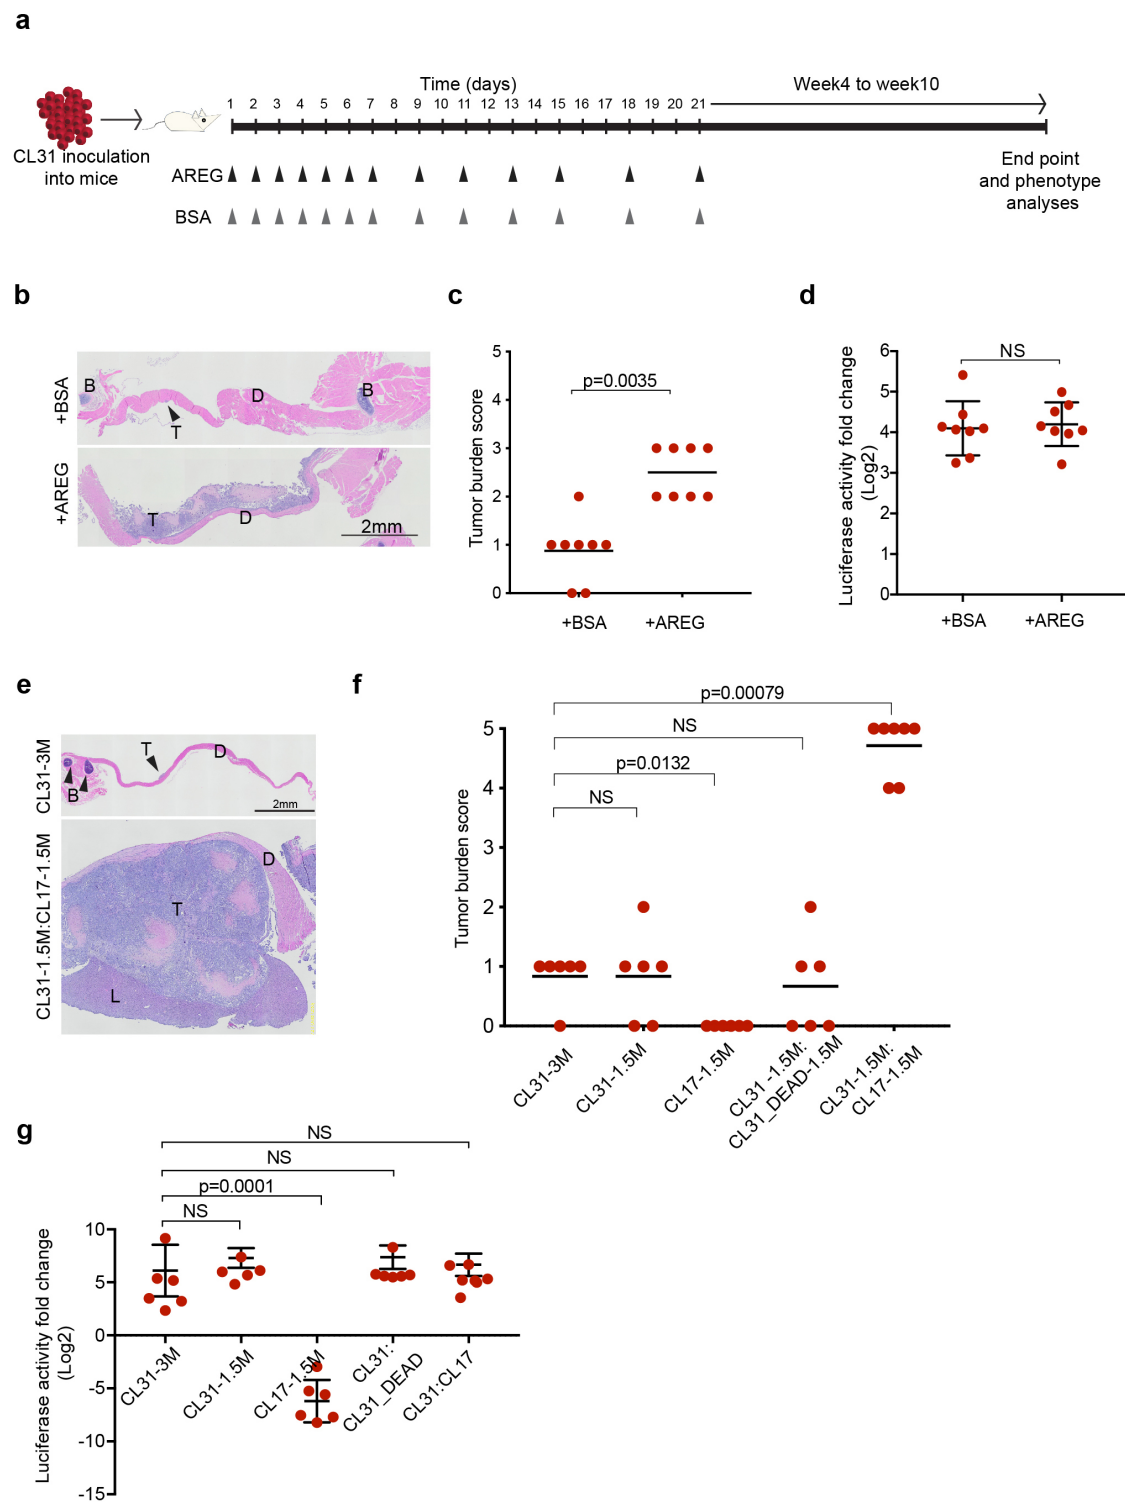 a
Time (days)
Week4 to week10
1 2 3 4 5 6 7 8 9 10 11 12 13 14 15 16 17 18 19 20 21
CL31 inoculation
into mice
AREG
BSA
End point
and phenotype
analyses
b
+BSA
B
D
B
T
+AREG
T
D
2mm
c
Tumor burden score
5
4
3
2
1
0
p=0.0035
+BSA
+AREG
d
Luciferase activity fold change
(Log2)
6
5
4
3
2
1
0
NS
+BSA
+AREG
e
CL31-3M
T
D
B
2mm
CL31-1.5M:CL17-1.5M
D
T
L
f
p=0.00079
NS
p=0.0132
NS
Tumor burden score
5
4
3
2
1
0
CL31-3M
CL31-1.5M
CL17-1.5M
CL31 -1.5M:
CL31_DEAD-1.5M
CL31-1.5M:
CL17-1.5M
g
NS
NS
p=0.0001
NS
Luciferase activity fold change
(Log2)
10
5
0
-5
-10
-15
CL31-3M
CL31-1.5M
CL17-1.5M
CL31:
CL31_DEAD
CL31:CL17